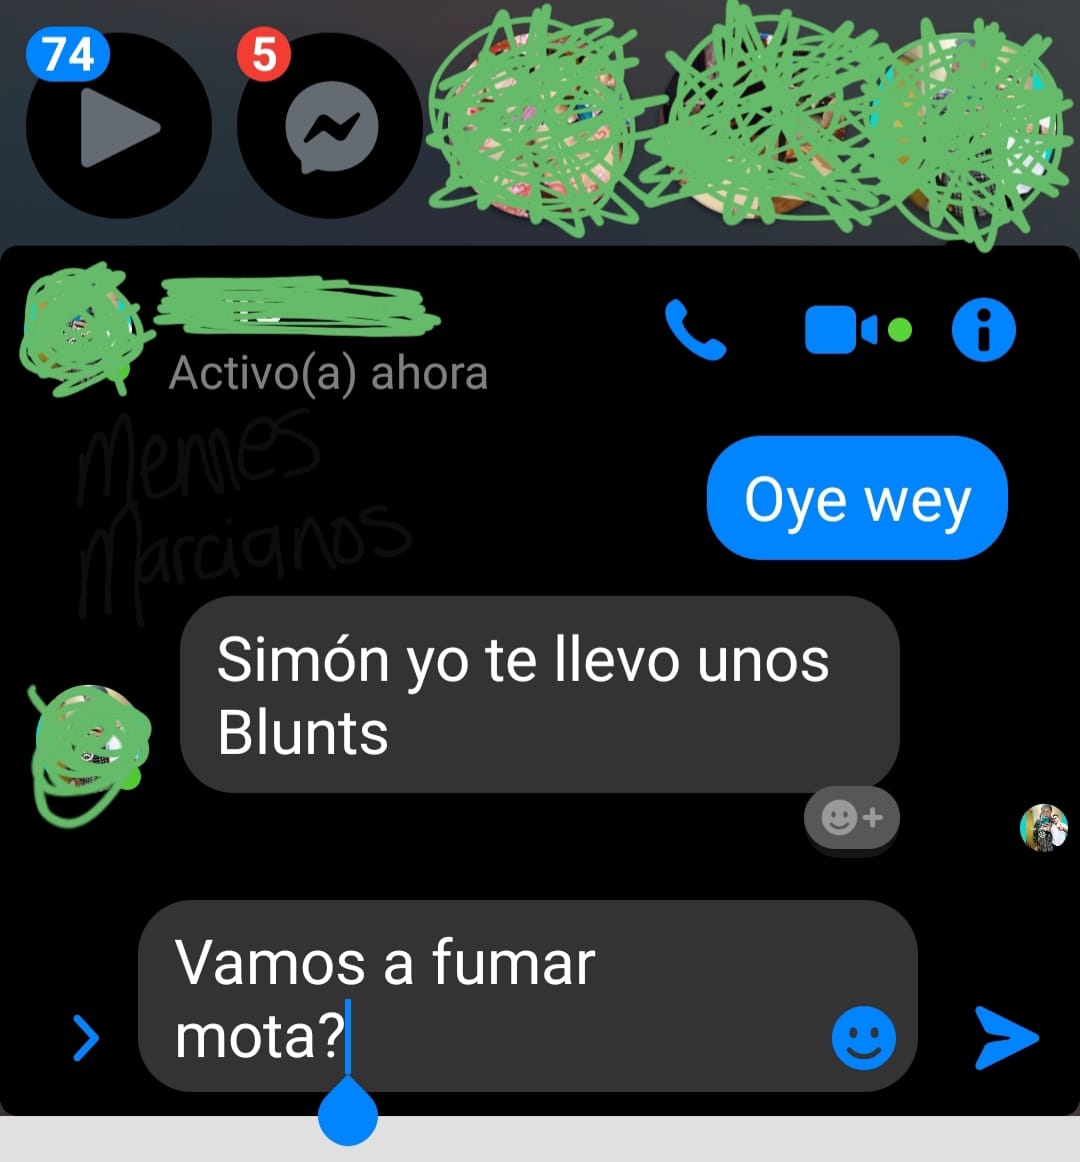 74
5
Activo(a) ahora
Memes
Marcianos
Oye wey
Simón yo te llevo unos
Blunts
Vamos a fumar
mota?